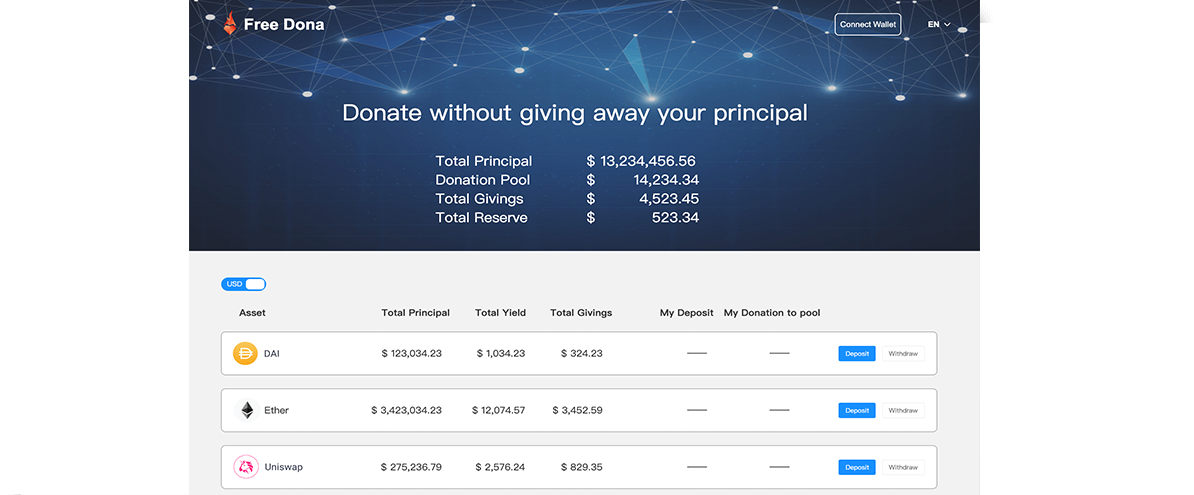 Free Dona
Connect Wallet
EN
Donate without giving away your principal
Total Principal $ 13,234,456.56
Donation Pool $ 14,234.34
Total Givings $ 4,523.45
Total Reserve $ 523.34
USD
Asset Total Principal Total Yield Total Givings My Deposit My Donation to pool
DAI $ 123,034.23 $ 1,034.23 $ 324.23 Deposit Withdraw
Ether $ 3,423,034.23 $ 12,074.57 $ 3,452.59 Deposit Withdraw
Uniswap $ 275,236.79 $ 2,576.24 $ 829.35 Deposit Withdraw